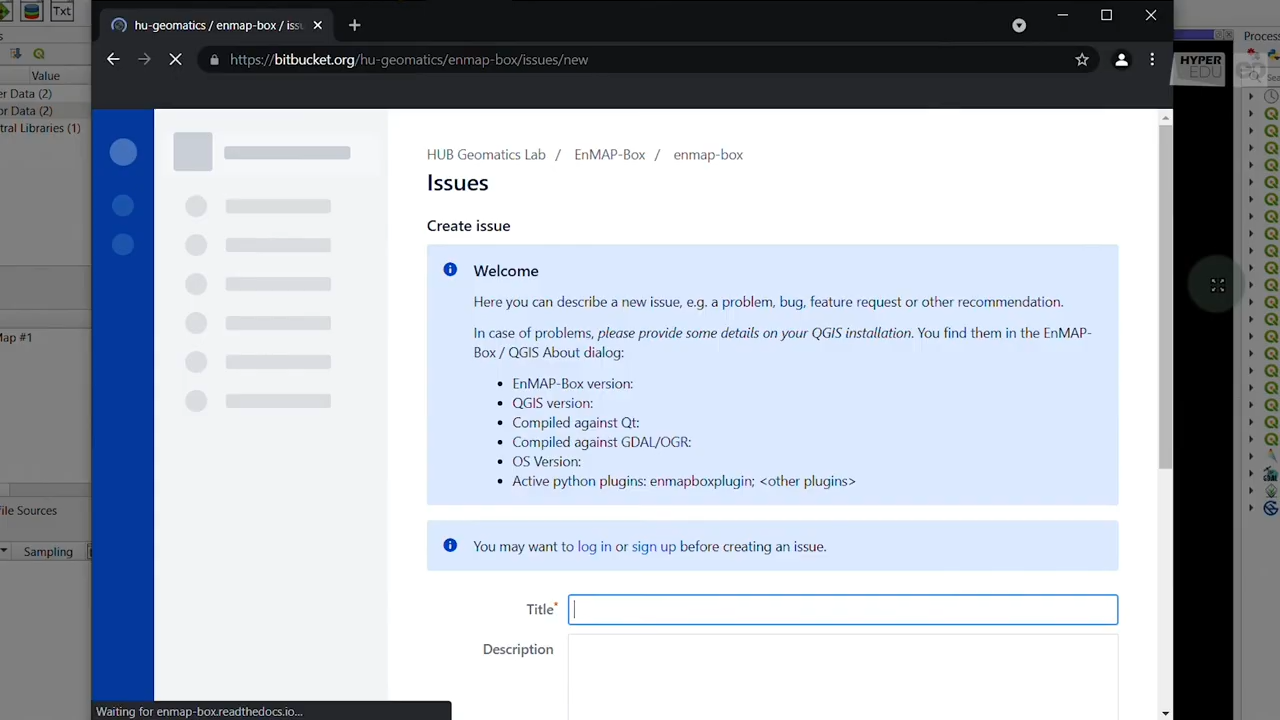 Txt
hu-geomatics / enmap-box / iss
https://bitbucket.org/hu-geomatics/enmap-box/issues/new
Value
er Data (2)
or Data (2)
tral Libraries (1)
Map #1
ile Sources
Sampling
HYPER
EDU
Process
HUB Geomatics Lab / EnMAP-Box / enmap-box
Issues
Create issue
Welcome
Here you can describe a new issue, e.g. a problem, bug, feature request or other recommendation.
In case of problems, please provide some details on your QGIS installation. You find them in the EnMAP-
Box / QGIS About dialog:
• EnMAP-Box version:
• QGIS version:
• Compiled against Qt:
• Compiled against GDAL/OGR:
• OS Version:
• Active python plugins: enmapboxplugin; <other plugins>
You may want to log in or sign up before creating an issue.
Title*
Description
Waiting for enmap-box.readthedocs.io...